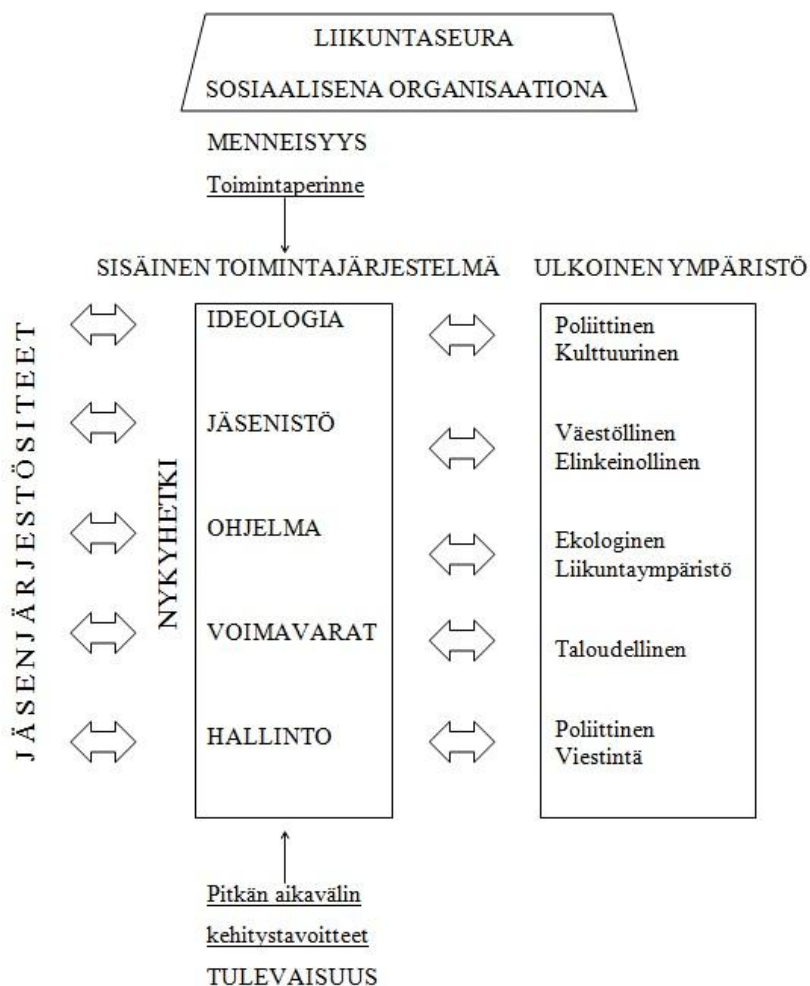 LIIKUNTASEURA
SOSIAALISENA ORGANISAATIONA
MENNEISYYS
Toimintaperinne
SISÄINEN TOIMINTAJÄRJESTELMÄ
ULKOINEN YMPÄRISTÖ
JÄSENJÄRJESTÖSITEET
NYKYHETKI
IDEOLOGIA
Poliittinen
Kulttuurinen
JÄSENISTÖ
Väestöllinen
Elinkeinollinen
OHJELMA
Ekologinen
Liikuntaympäristö
VOIMAVARAT
Taloudellinen
HALLINTO
Poliittinen
Viestintä
Pitkän aikavälin
kehitystavoitteet
TULEVAISUUS